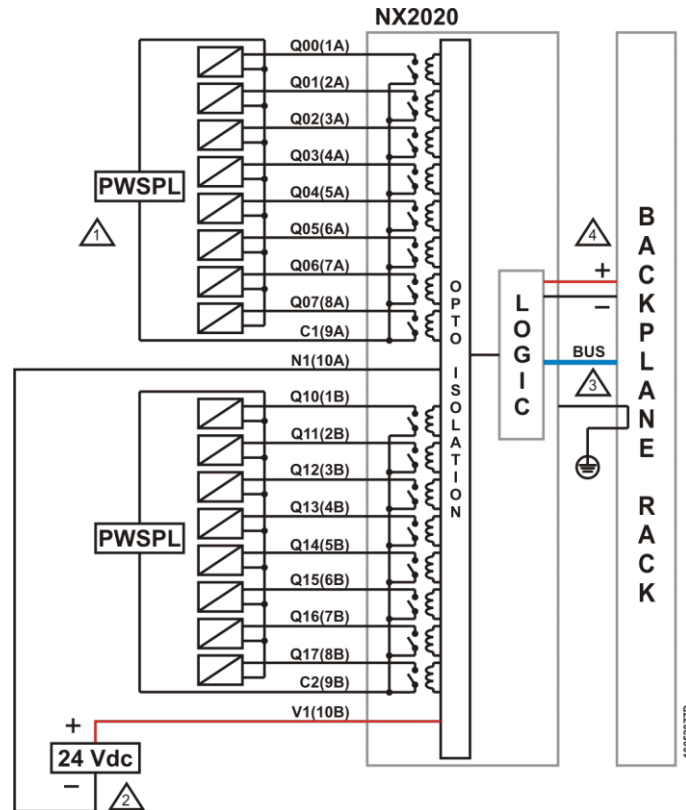 NX2020
Q00(1A)
Q01(2A)
Q02(3A)
Q03(4A)
PWSPL
Q04(5A)
1
Q05(6A)
Q06(7A)
Q07(8A)
C1(9A)
N1(10A)
Q10(1B)
Q11(2B)
Q12(3B)
Q13(4B)
PWSPL
Q14(5B)
Q15(6B)
Q16(7B)
Q17(8B)
C2(9B)
V1(10B)
+
24 Vdc
–
2
OPTO ISOLATION
LOGIC
4
+
–
BUS
3
BACKPLANE RACK